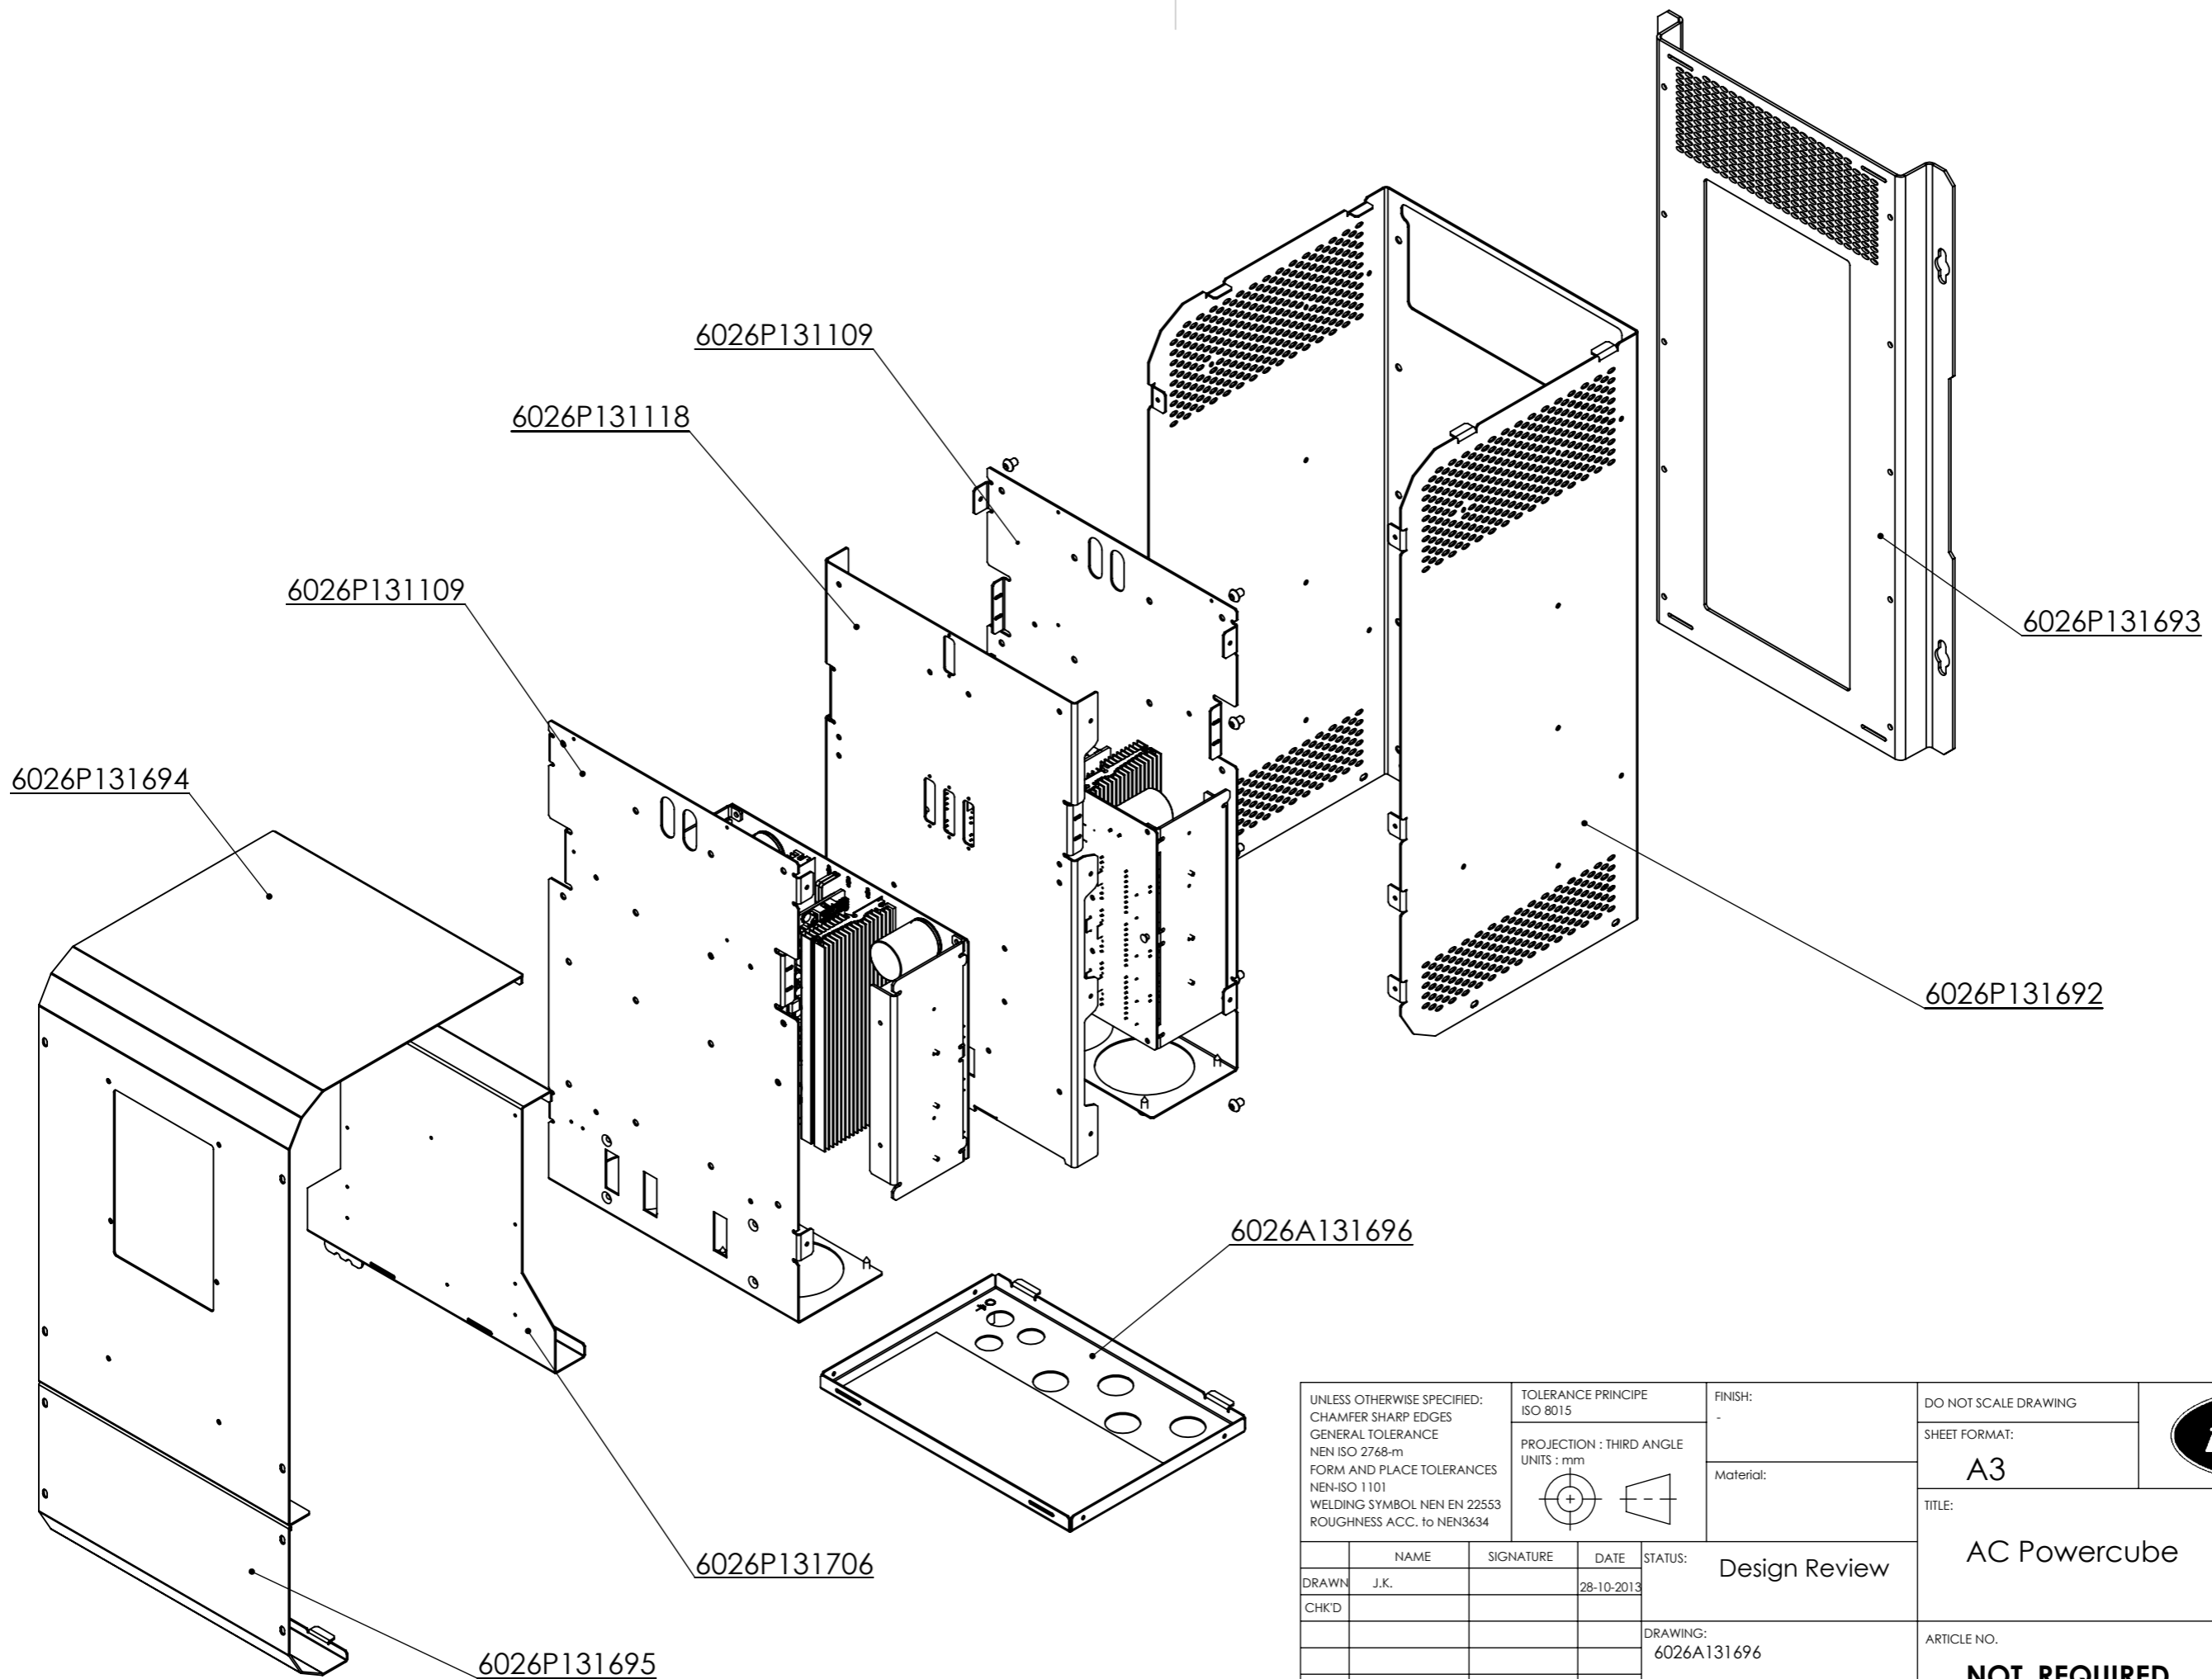 6026P131109
6026P131118
6026P131109
6026P131693
6026P131694
6026P131692
6026A131696
6026P131706
6026P131695
UNLESS OTHERWISE SPECIFIED:
CHAMFER SHARP EDGES
GENERAL TOLERANCE
NEN ISO 2768-m
FORM AND PLACE TOLERANCES
NEN-ISO 1101
WELDING SYMBOL NEN EN 22553
ROUGHNESS ACC. to NEN3634
TOLERANCE PRINCIPE
ISO 8015
PROJECTION : THIRD ANGLE
UNITS : mm
FINISH:
-
Material:
DO NOT SCALE DRAWING
SHEET FORMAT:
A3
TITLE:
AC Powercube
NAME SIGNATURE DATE
DRAWN J.K. 28-10-2013
CHK'D
STATUS:
Design Review
DRAWING:
6026A131696
ARTICLE NO.
NOT REQUIRED